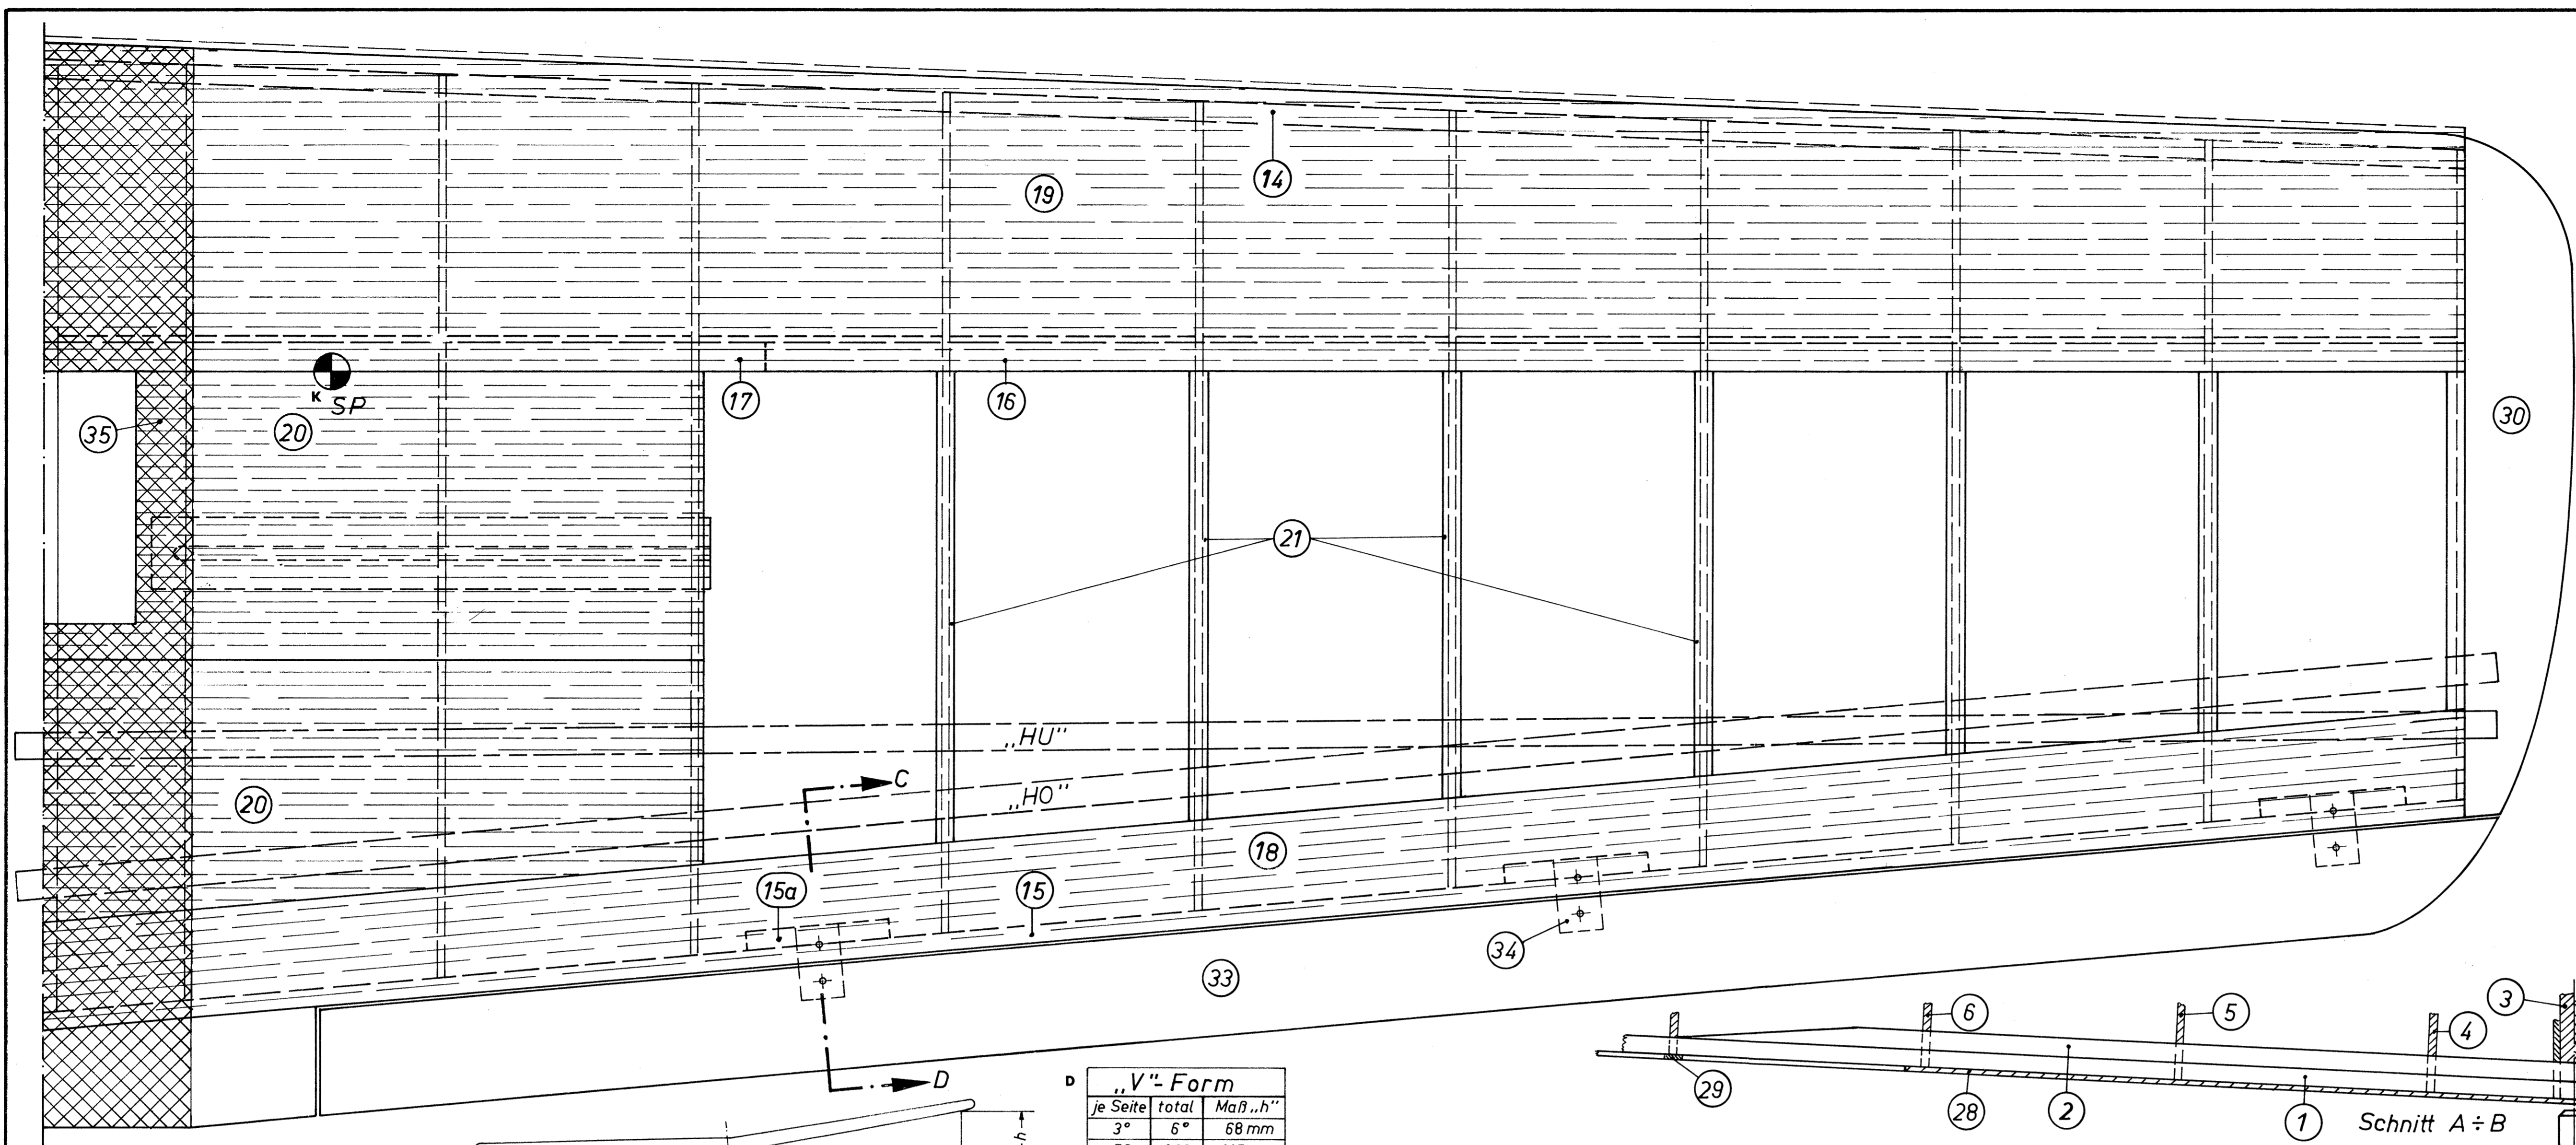 14
19
K SP
17
16
35
20
30
21
„HU"
C
„HO"
20
18
15a
15
34
33
D
3
6
5
4
29
28
2
1
Schnitt A ÷ B
D
„V"-Form
je Seite total Maß „h"
3° 6° 68 mm
h